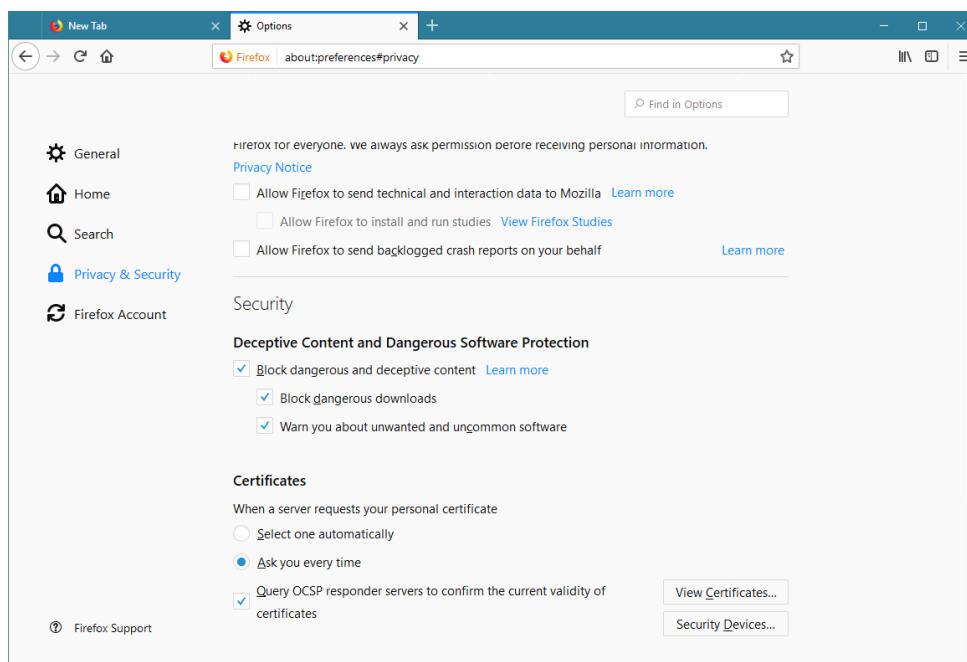 New Tab
Options
Firefox about:preferences#privacy
Find in Options
General
Home
Search
Privacy & Security
Firefox Account
Firefox Support
Firefox for everyone. We always ask permission before receiving personal information.
Privacy Notice
Allow Firefox to send technical and interaction data to Mozilla Learn more
Allow Firefox to install and run studies View Firefox Studies
Allow Firefox to send backlogged crash reports on your behalf Learn more
Security
Deceptive Content and Dangerous Software Protection
Block dangerous and deceptive content Learn more
Block dangerous downloads
Warn you about unwanted and uncommon software
Certificates
When a server requests your personal certificate
Select one automatically
Ask you every time
Query OCSP responder servers to confirm the current validity of
certificates
View Certificates...
Security Devices...